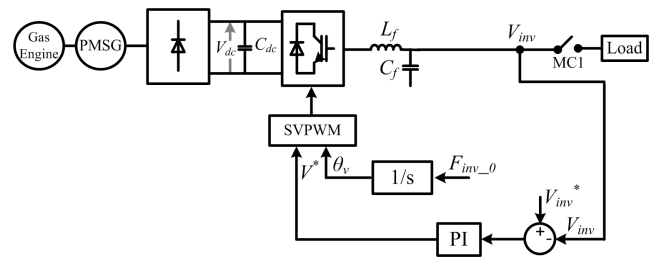 Gas
Engine
PMSG
V_dc
C_dc
L_f
C_f
V_inv
MC1
Load
SVPWM
V*
θ_v
1/s
F_inv_0
V_inv*
+
-
V_inv
PI